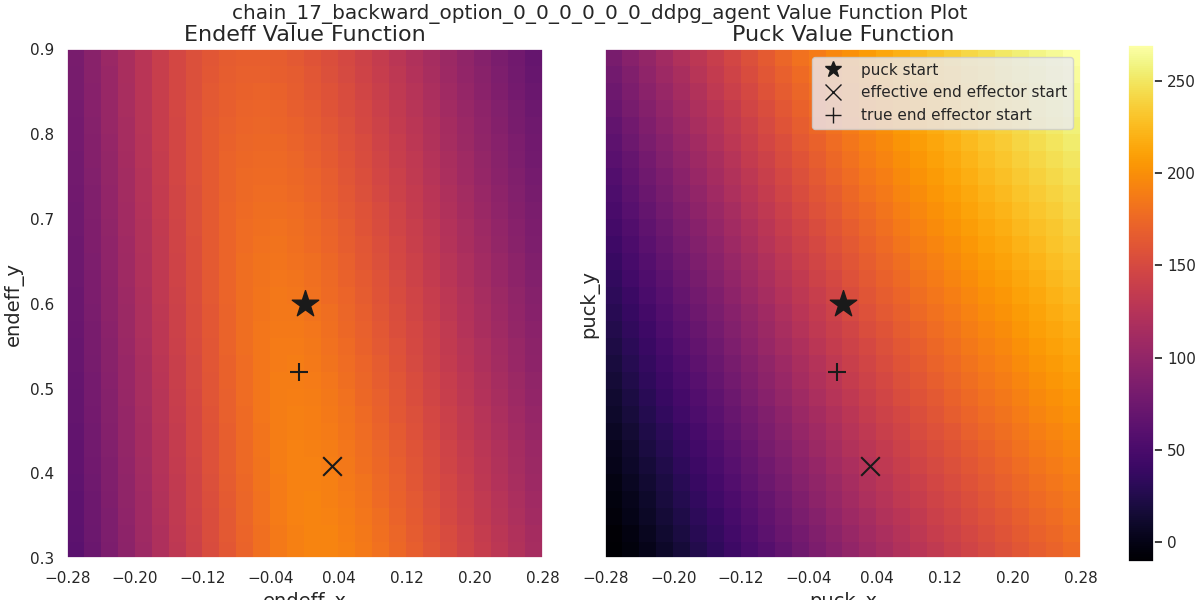 chain_17_backward_option_0_0_0_0_0_0_ddpg_agent Value Function Plot
Endeff Value Function
Puck Value Function
puck start
effective end effector start
true end effector start
endeff_y
0.9
0.8
0.7
0.6
0.5
0.4
0.3
−0.28 −0.20 −0.12 −0.04 0.04 0.12 0.20 0.28
endeff_x
puck_y
−0.28 −0.20 −0.12 −0.04 0.04 0.12 0.20 0.28
puck_x
250
200
150
100
50
0